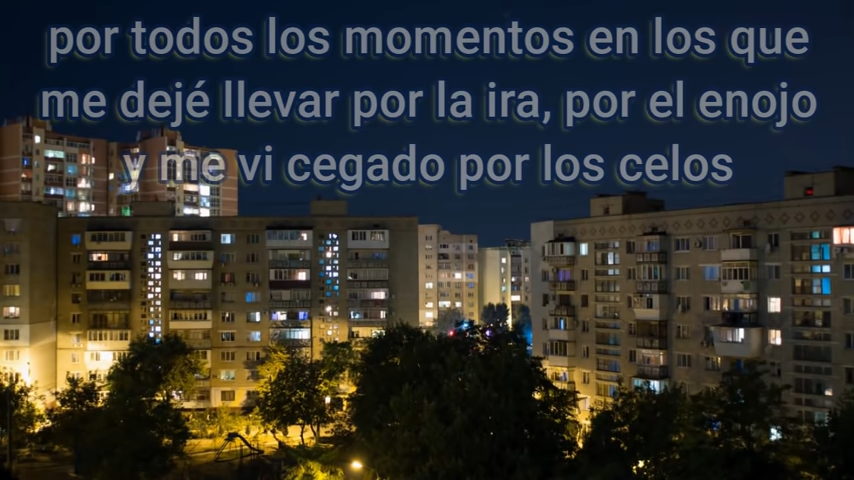 por todos los momentos en los que
me dejé llevar por la ira, por el enojo
y me vi cegado por los celos